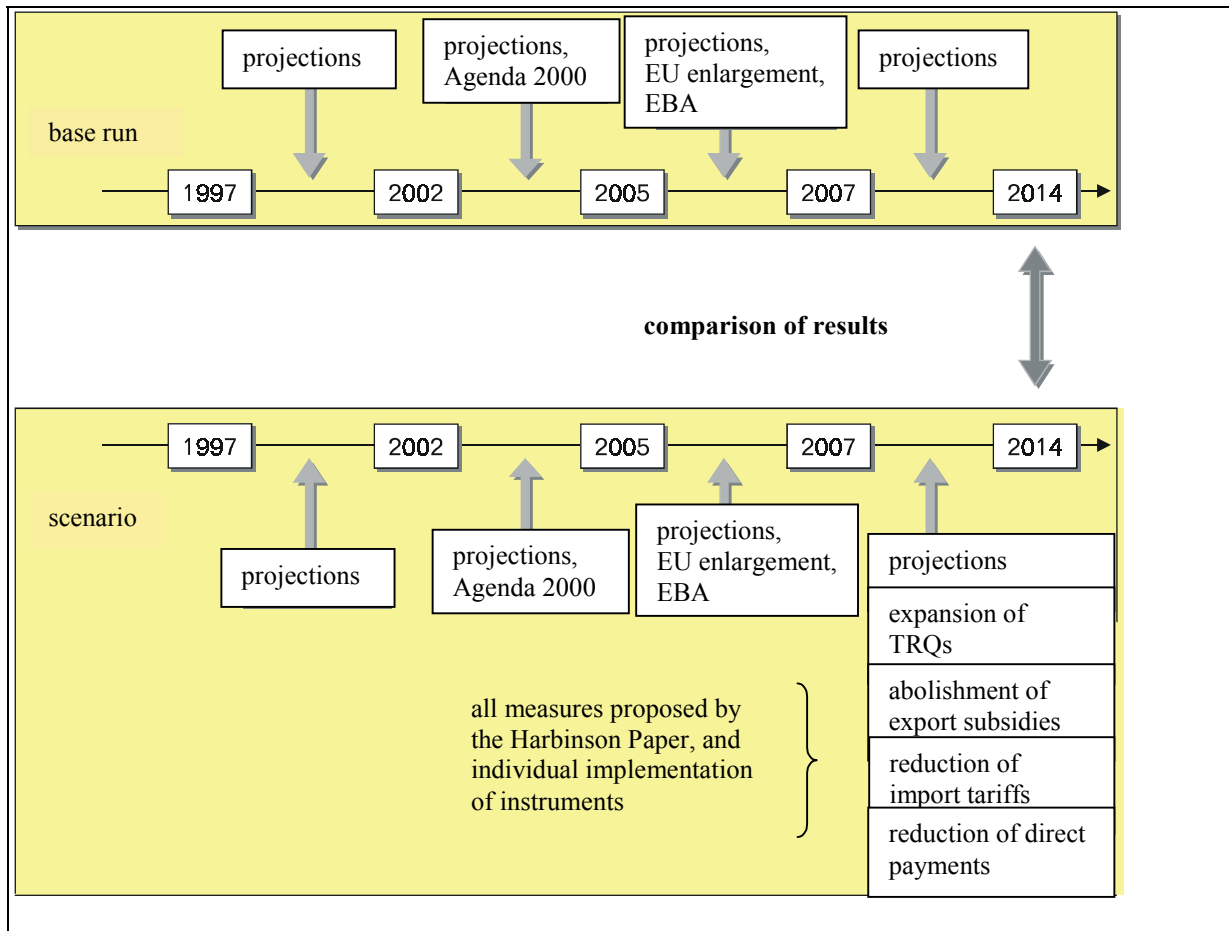 projections
projections,
Agenda 2000
projections,
EU enlargement,
EBA
projections
base run
1997
2002
2005
2007
2014
comparison of results
1997
2002
2005
2007
2014
scenario
projections
projections,
Agenda 2000
projections,
EU enlargement,
EBA
projections
expansion of
TRQs
abolishment of
export subsidies
reduction of
import tariffs
reduction of direct
payments
all measures proposed by
the Harbinson Paper, and
individual implementation
of instruments